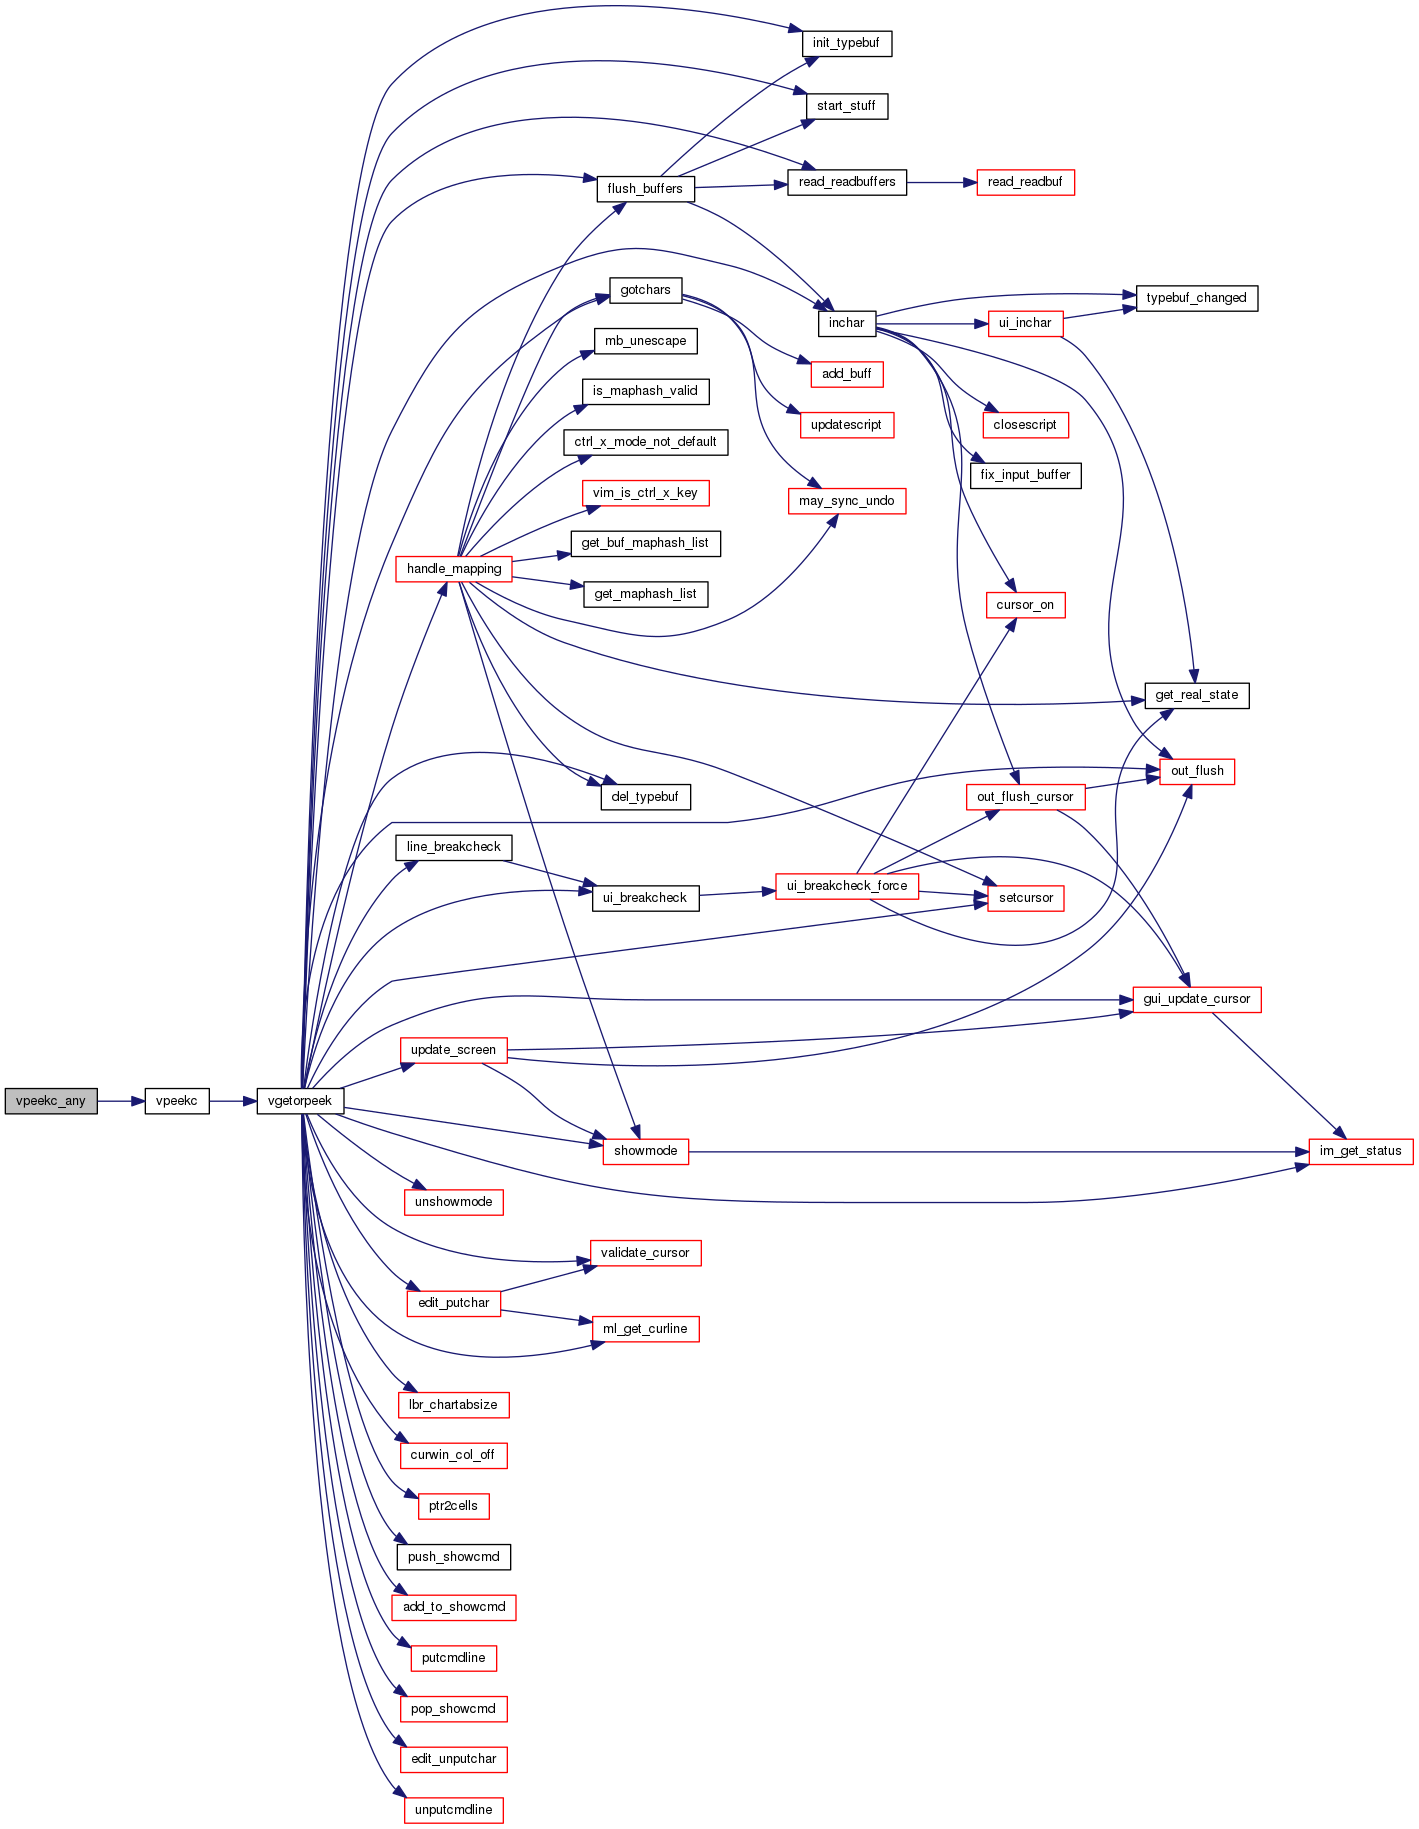 init_typebuf
start_stuff
flush_buffers
read_readbuffers
read_readbuf
gotchars
typebuf_changed
inchar
ui_inchar
mb_unescape
add_buff
is_maphash_valid
updatescript
closescript
ctrl_x_mode_not_default
fix_input_buffer
vim_is_ctrl_x_key
may_sync_undo
get_buf_maphash_list
handle_mapping
get_maphash_list
cursor_on
get_real_state
out_flush
del_typebuf
out_flush_cursor
line_breakcheck
ui_breakcheck_force
ui_breakcheck
setcursor
gui_update_cursor
update_screen
vpeekc_any
vpeekc
vgetorpeek
showmode
im_get_status
unshowmode
validate_cursor
edit_putchar
ml_get_curline
lbr_chartabsize
curwin_col_off
ptr2cells
push_showcmd
add_to_showcmd
putcmdline
pop_showcmd
edit_unputchar
unputcmdline